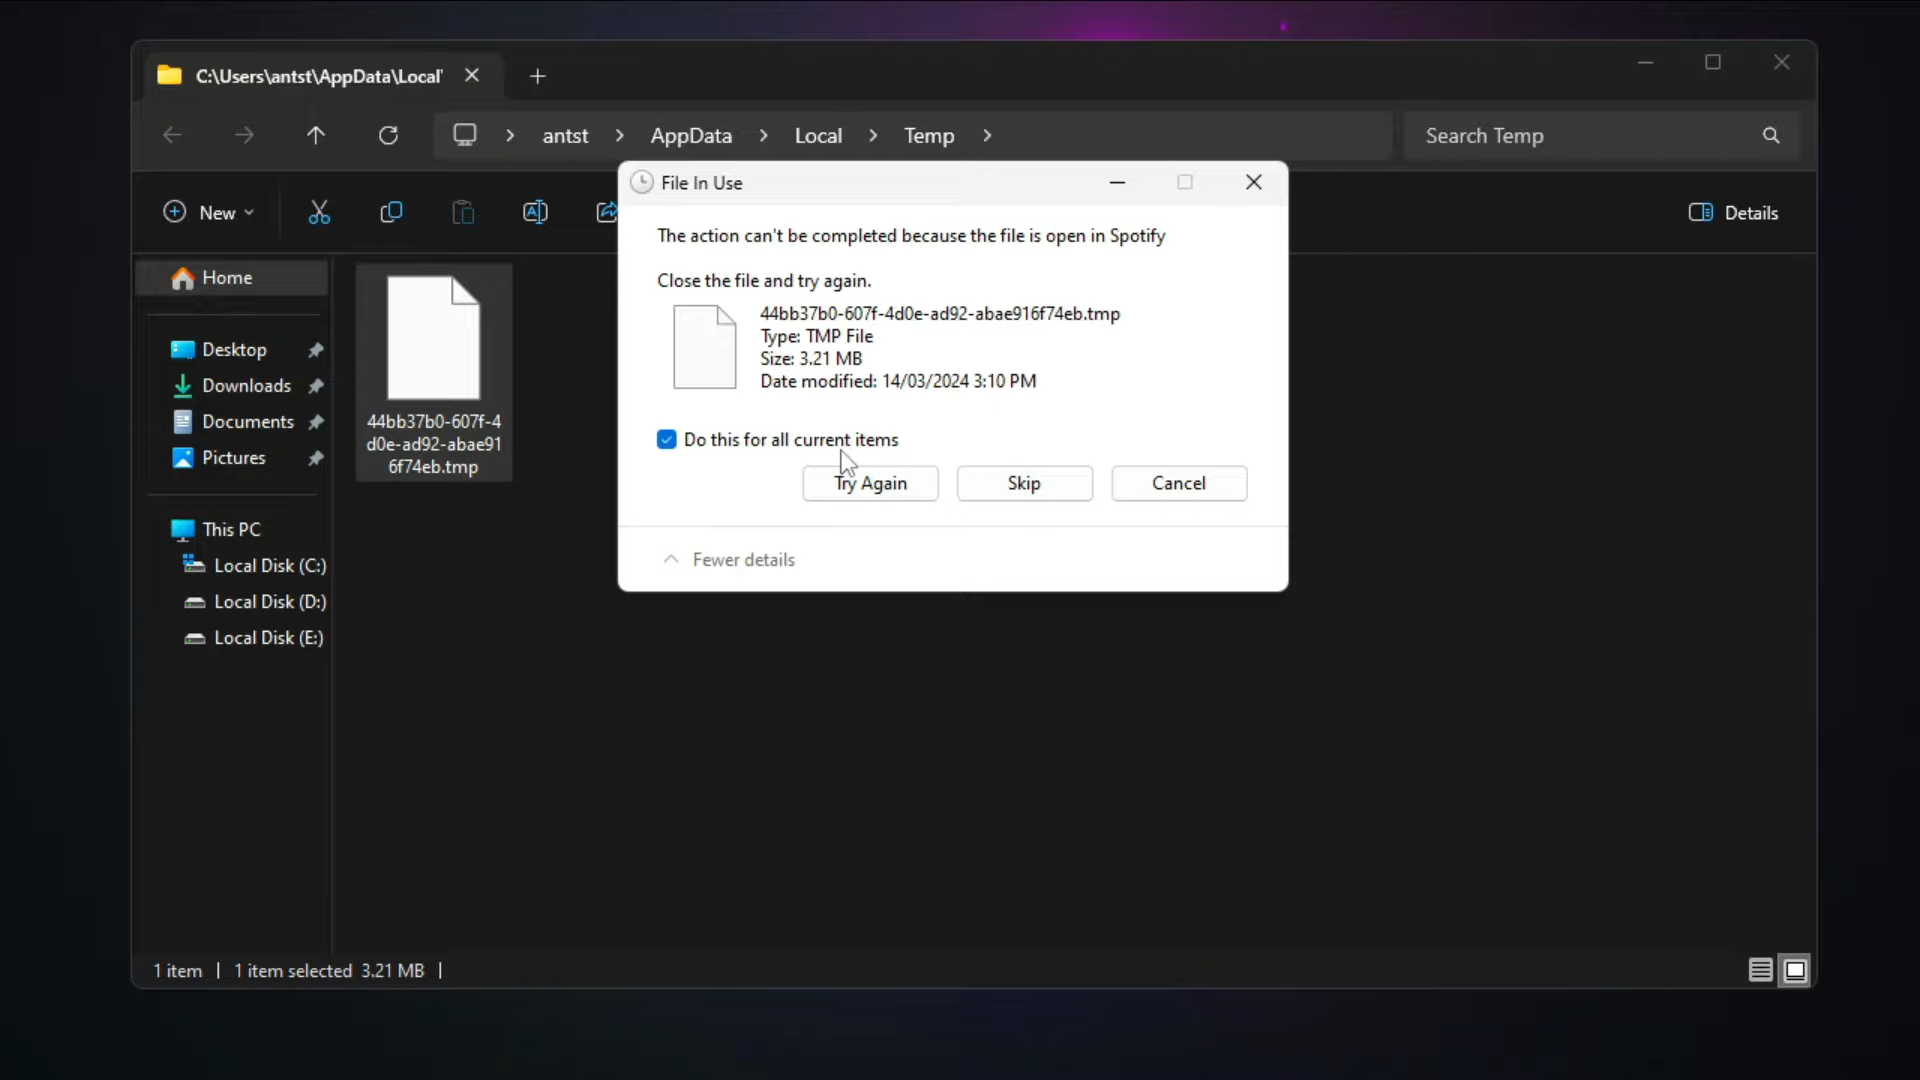 C:\Users\antst\AppData\Local'
antst
AppData
Local
Temp
Search Temp
New
Details
File In Use
The action can't be completed because the file is open in Spotify
Close the file and try again.
44bb37b0-607f-4d0e-ad92-abae916f74eb.tmp
Type: TMP File
Size: 3.21 MB
Date modified: 14/03/2024 3:10 PM
Do this for all current items
Try Again
Skip
Cancel
Fewer details
Home
Desktop
Downloads
Documents
Pictures
This PC
Local Disk (C:)
Local Disk (D:)
Local Disk (E:)
44bb37b0-607f-4
d0e-ad92-abae91
6f74eb.tmp
1 item | 1 item selected 3.21 MB |